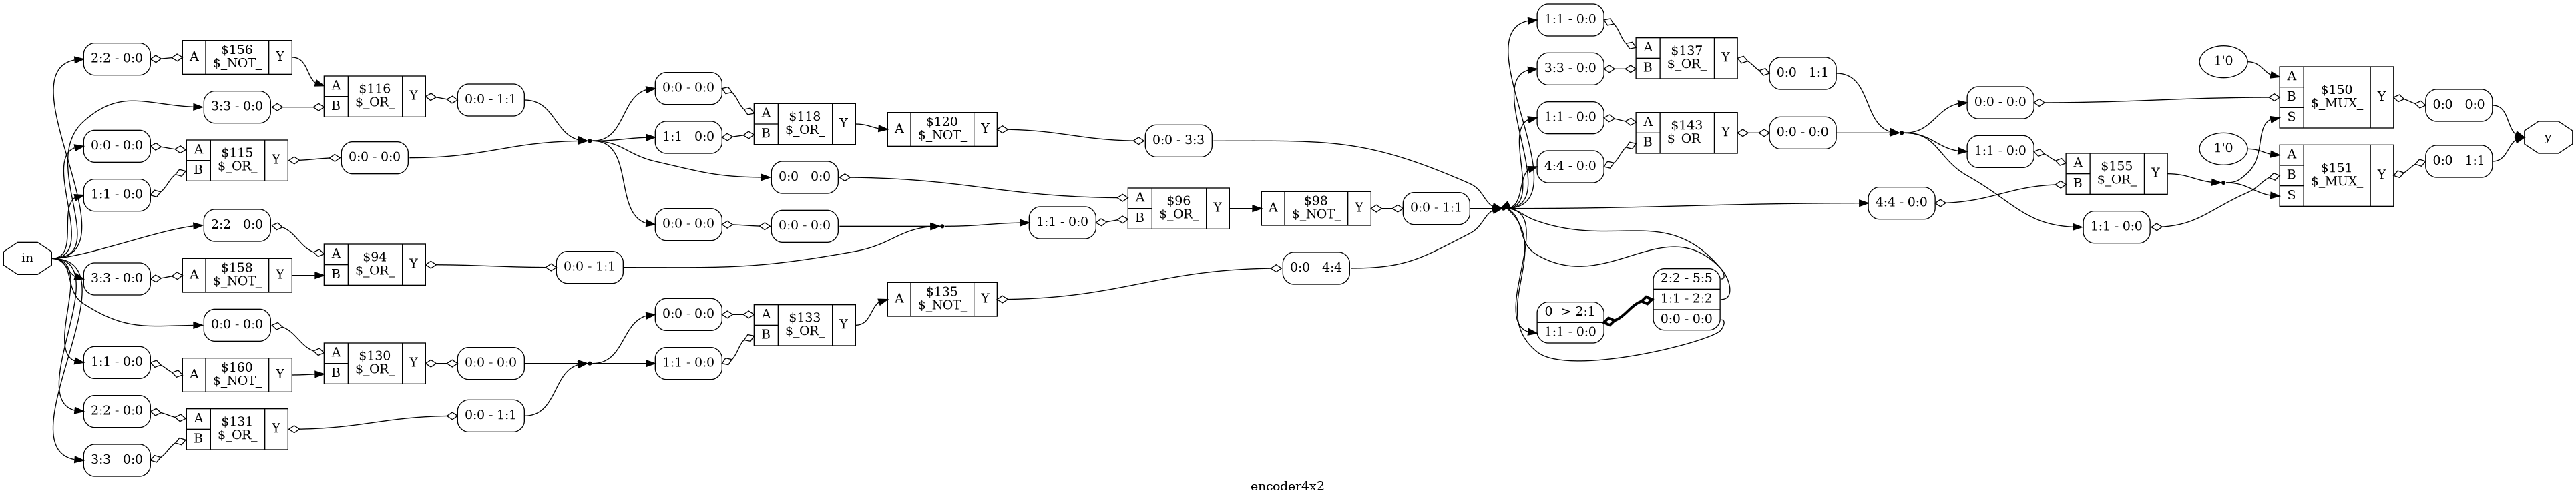 in
2:2 - 0:0
A
$156
$_NOT_
Y
3:3 - 0:0
A
B
$116
$_OR_
Y
0:0 - 1:1
0:0 - 0:0
1:1 - 0:0
A
B
$115
$_OR_
Y
0:0 - 0:0
2:2 - 0:0
3:3 - 0:0
A
$158
$_NOT_
Y
A
B
$94
$_OR_
Y
0:0 - 1:1
0:0 - 0:0
1:1 - 0:0
A
$160
$_NOT_
Y
A
B
$130
$_OR_
Y
0:0 - 0:0
2:2 - 0:0
3:3 - 0:0
A
B
$131
$_OR_
Y
0:0 - 1:1
0:0 - 0:0
1:1 - 0:0
A
B
$118
$_OR_
Y
A
$120
$_NOT_
Y
0:0 - 3:3
0:0 - 0:0
0:0 - 0:0
0:0 - 0:0
1:1 - 0:0
A
B
$96
$_OR_
Y
A
$98
$_NOT_
Y
0:0 - 1:1
0:0 - 0:0
1:1 - 0:0
A
B
$133
$_OR_
Y
A
$135
$_NOT_
Y
0:0 - 4:4
1:1 - 0:0
3:3 - 0:0
A
B
$137
$_OR_
Y
0:0 - 1:1
1:1 - 0:0
4:4 - 0:0
A
B
$143
$_OR_
Y
0:0 - 0:0
0 -> 2:1
1:1 - 0:0
2:2 - 5:5
1:1 - 2:2
0:0 - 0:0
0:0 - 0:0
1:1 - 0:0
4:4 - 0:0
A
B
$155
$_OR_
Y
1:1 - 0:0
1'0
A
B
S
$150
$_MUX_
Y
0:0 - 0:0
1'0
A
B
S
$151
$_MUX_
Y
0:0 - 1:1
y
encoder4x2